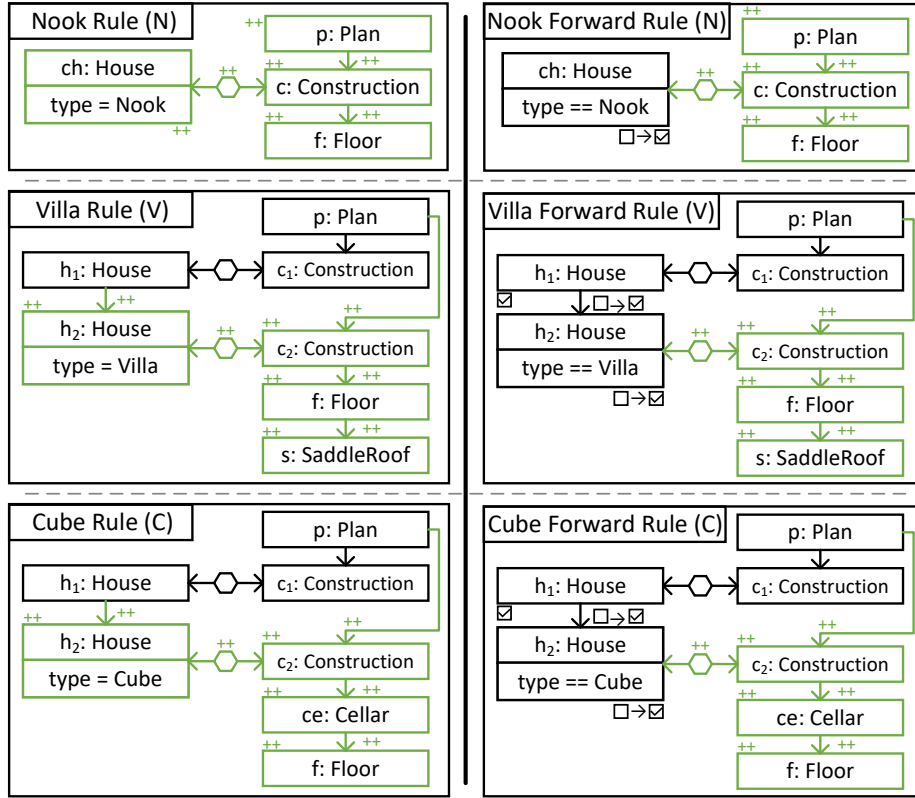 Nook Rule (N)
++
p: Plan
++ ++
ch: House
type = Nook
++
++
c: Construction
++ ++
f: Floor
Nook Forward Rule (N)
++
p: Plan
++ ++
ch: House
type == Nook
☐→☑
++
c: Construction
++ ++
f: Floor
Villa Rule (V)
p: Plan
h₁: House
c₁: Construction
++ ++
h₂: House
type = Villa
++
++ ++
c₂: Construction
++ ++
f: Floor
++ ++
s: SaddleRoof
Villa Forward Rule (V)
p: Plan
h₁: House
c₁: Construction
☑ ☐→☑
h₂: House
type == Villa
☐→☑
++
++ ++
c₂: Construction
++ ++
f: Floor
++ ++
s: SaddleRoof
Cube Rule (C)
p: Plan
h₁: House
c₁: Construction
++ ++
h₂: House
type = Cube
++
++ ++
c₂: Construction
++ ++
ce: Cellar
++ ++
f: Floor
Cube Forward Rule (C)
p: Plan
h₁: House
c₁: Construction
☑ ☐→☑
h₂: House
type == Cube
☐→☑
++
++ ++
c₂: Construction
++ ++
ce: Cellar
++ ++
f: Floor